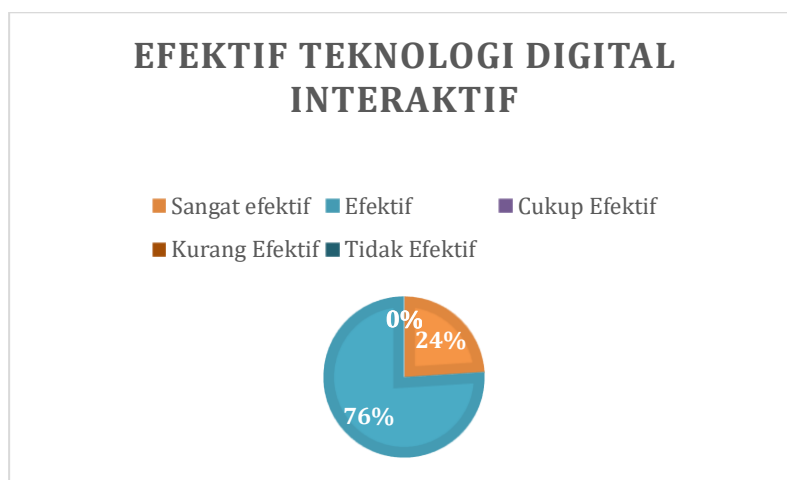 EFEKTIF TEKNOLOGI DIGITAL
INTERAKTIF
Sangat efektif Efektif Cukup Efektif
Kurang Efektif Tidak Efektif
0%
24%
76%